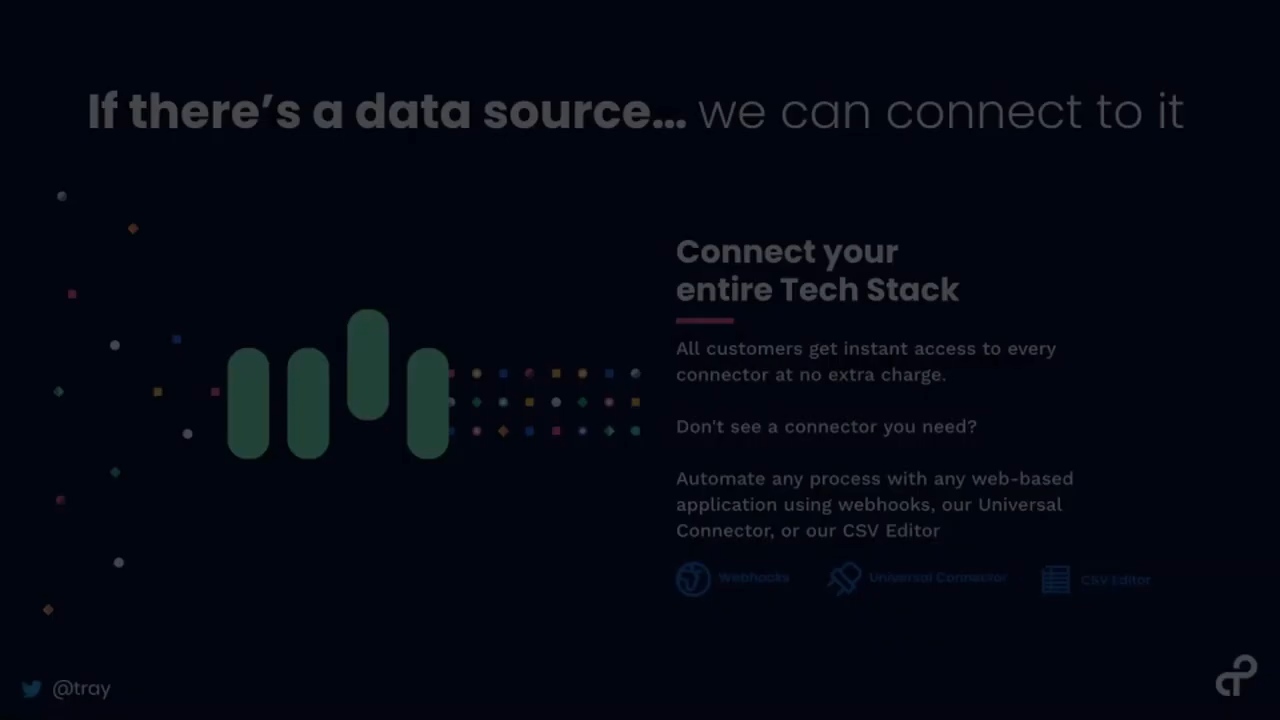 If there’s a data source... we can connect to it
Connect your
entire Tech Stack
All customers get instant access to every
connector at no extra charge.
Don't see a connector you need?
Automate any process with any web-based
application using webhooks, our Universal
Connector, or our CSV Editor
Webhooks Universal Connector CSV Editor
@tray